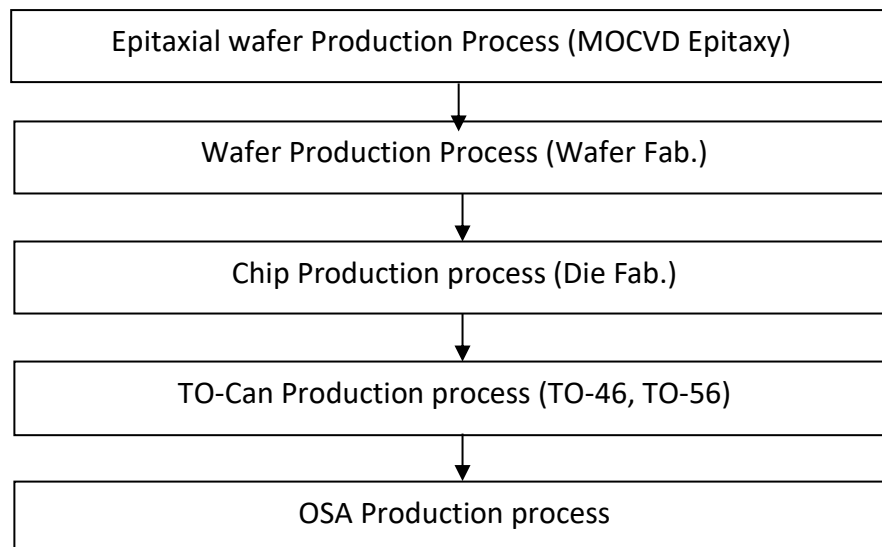 Epitaxial wafer Production Process (MOCVD Epitaxy)
Wafer Production Process (Wafer Fab.)
Chip Production process (Die Fab.)
TO-Can Production process (TO-46, TO-56)
OSA Production process